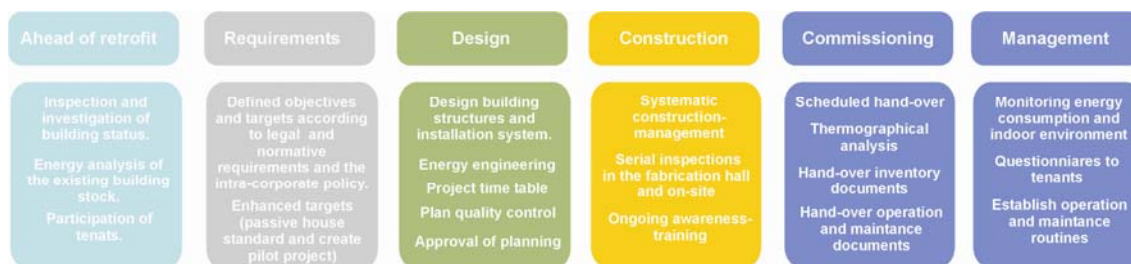 Ahead of retrofit
Requirements
Design
Construction
Commissioning
Management
Inspection and
investigation of
building status.
Energy analysis of
the existing building
stock.
Participation of
tenats.
Defined objectives
and targets according
to legal and
normative
requirements and the
intra-corporate policy.
Enhanced targets
(passive house
standard and create
pilot project)
Design building
structures and
installation system.
Energy engineering
Project time table
Plan quality control
Approval of planning
Systematic
construction-
management
Serial inspections
in the fabrication hall
and on-site
Ongoing awareness-
training
Scheduled hand-over
Thermographical
analysis
Hand-over inventory
documents
Hand-over operation
and maintance
documents
Monitoring energy
consumption and
indoor environment
Questionniares to
tenants
Establish operation
and maintance
routines